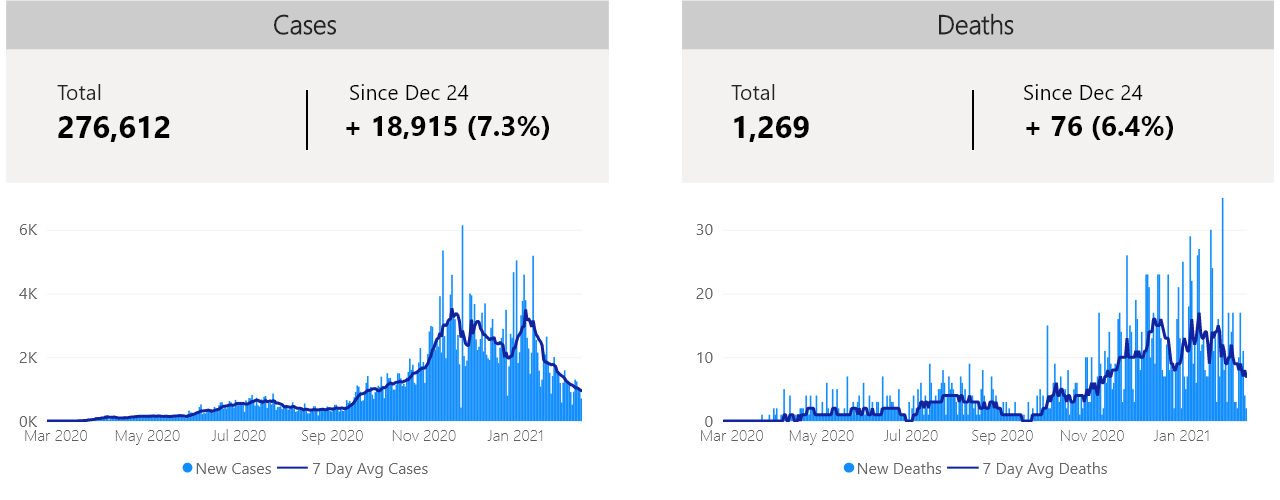 Cases
Total
Since Dec 24
276,612
+ 18,915 (7.3%)
6K
4K
2K
0K
Mar 2020 May 2020 Jul 2020 Sep 2020 Nov 2020 Jan 2021
New Cases 7 Day Avg Cases
Deaths
Total
Since Dec 24
1,269
+ 76 (6.4%)
30
20
10
0
Mar 2020 May 2020 Jul 2020 Sep 2020 Nov 2020 Jan 2021
New Deaths 7 Day Avg Deaths